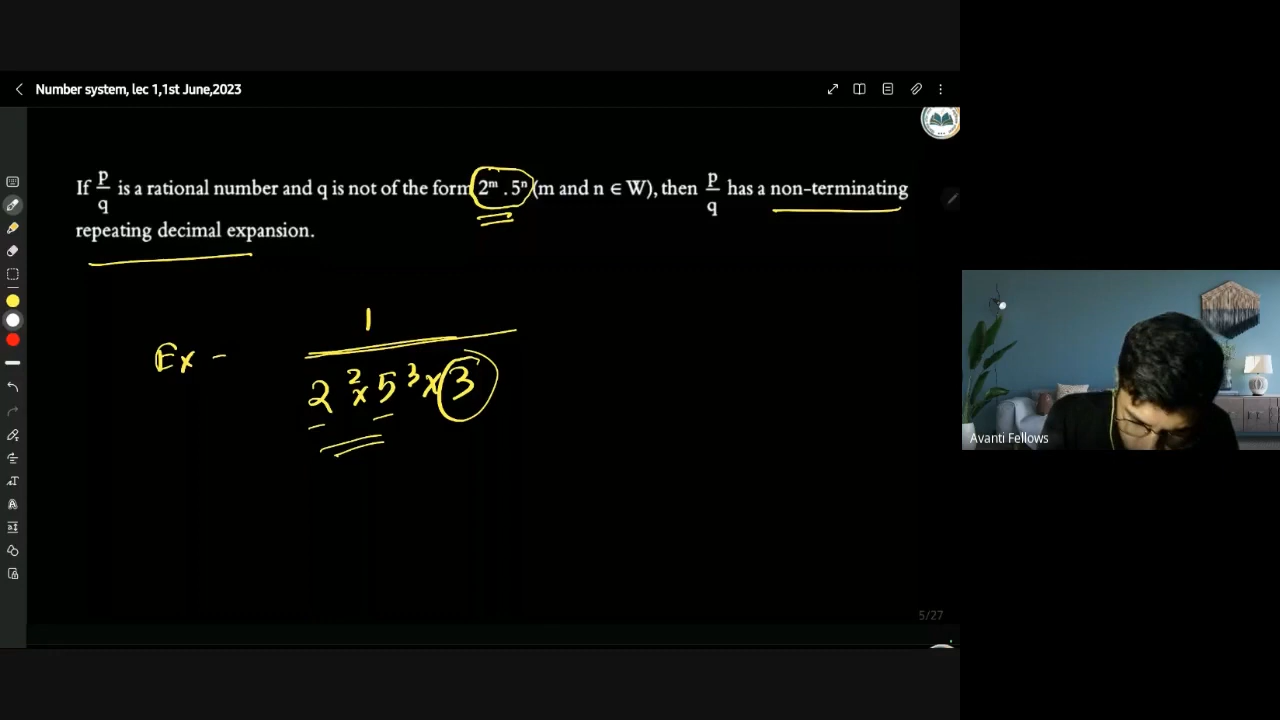 Number system, lec 1,1st June,2023
If p/q is a rational number and q is not of the form 2ᵐ . 5ⁿ (m and n ∈ W), then p/q has a non-terminating
repeating decimal expansion.
Ex - 1/(2² × 5³ × 3)
Avanti Fellows
5/27